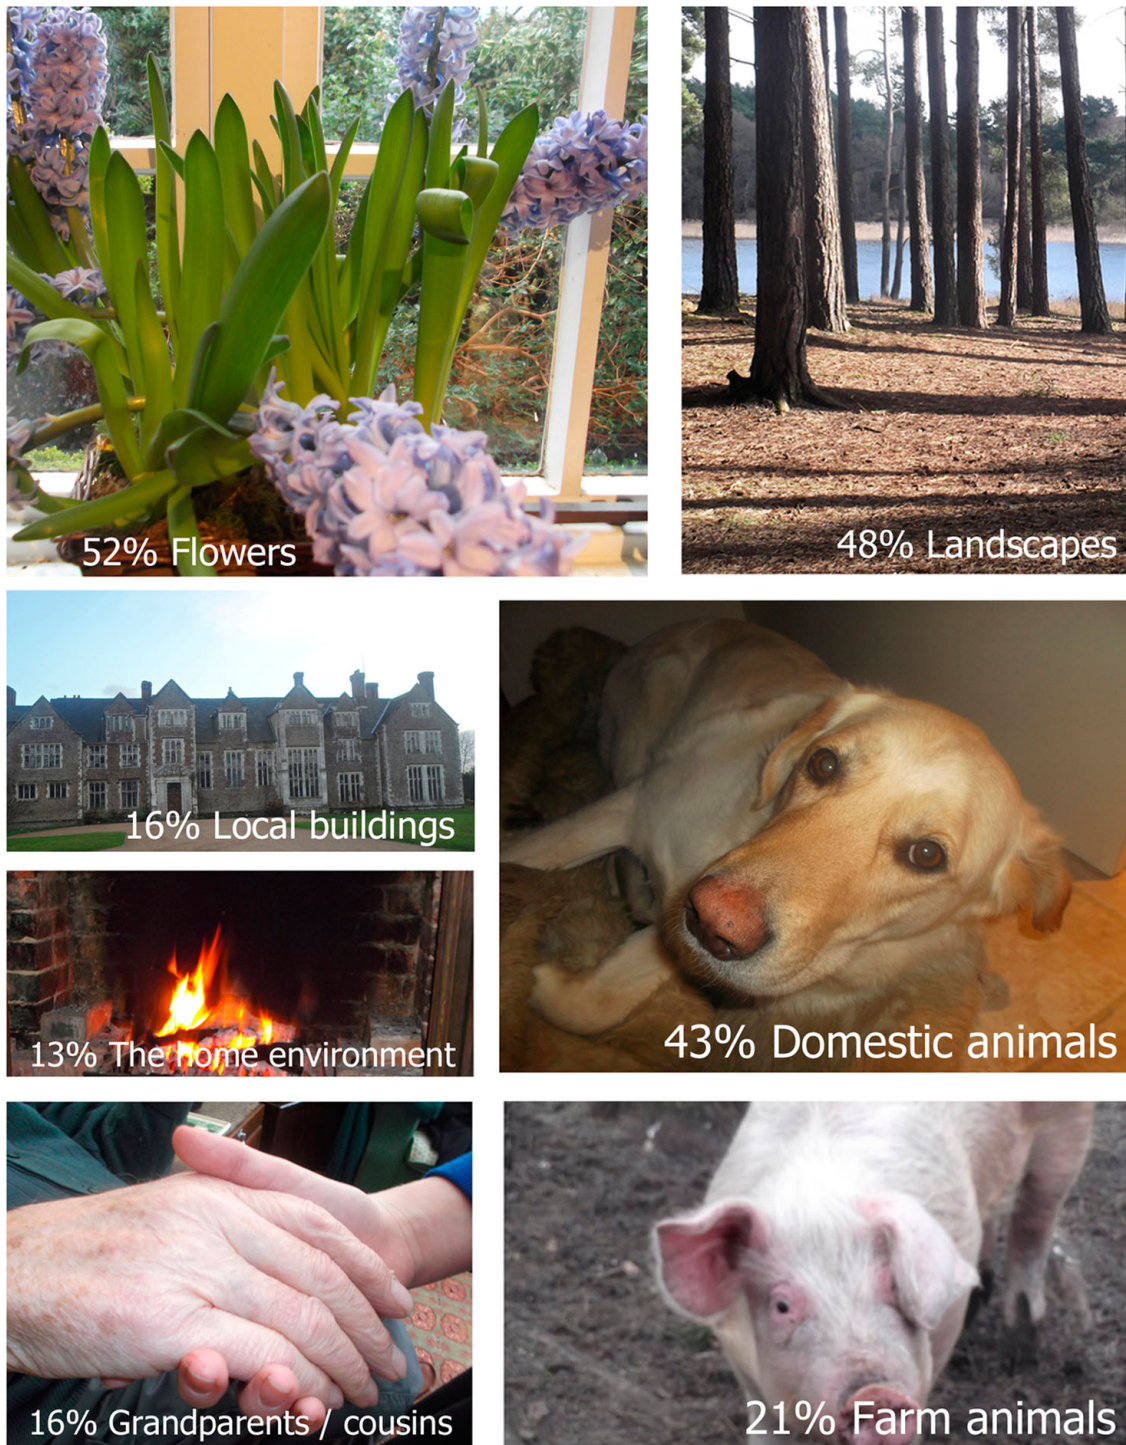 52% Flowers
48% Landscapes
16% Local buildings
13% The home environment
43% Domestic animals
16% Grandparents / cousins
21% Farm animals